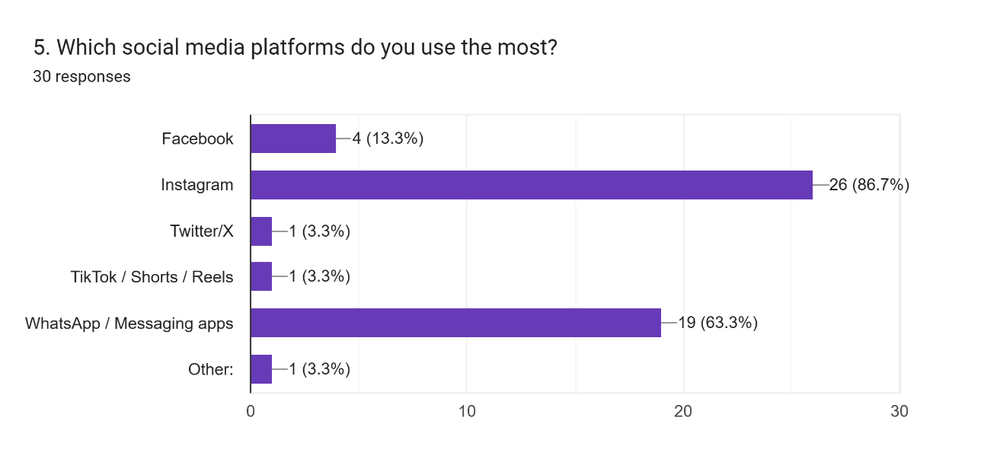 5. Which social media platforms do you use the most?
30 responses
Facebook 4 (13.3%)
Instagram 26 (86.7%)
Twitter/X 1 (3.3%)
TikTok / Shorts / Reels 1 (3.3%)
WhatsApp / Messaging apps 19 (63.3%)
Other: 1 (3.3%)
0 10 20 30